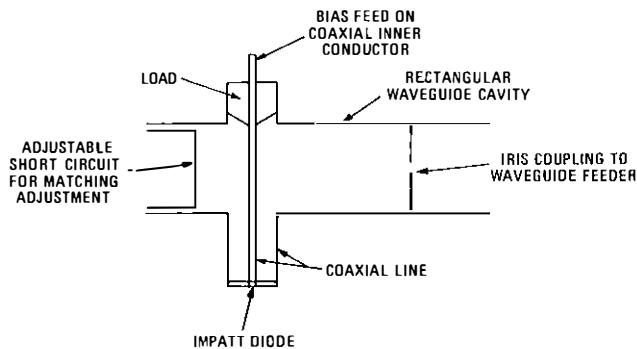 BIAS FEED ON
COAXIAL INNER
CONDUCTOR
LOAD
RECTANGULAR
WAVEGUIDE CAVITY
ADJUSTABLE
SHORT CIRCUIT
FOR MATCHING
ADJUSTMENT
IRIS COUPLING TO
WAVEGUIDE FEEDER
COAXIAL LINE
IMPATT DIODE